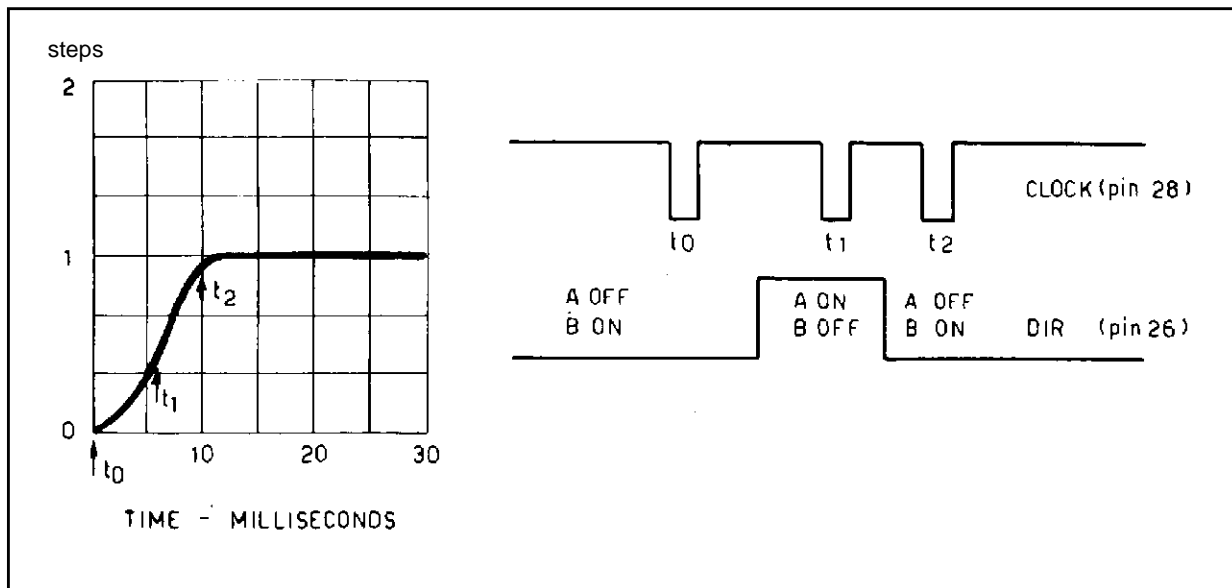 steps
2
1
0
t0
t1
t2
10
20
30
TIME - MILLISECONDS
CLOCK (pin 28)
t0
t1
t2
A OFF
B ON
A ON
B OFF
A OFF
B ON
DIR (pin 26)